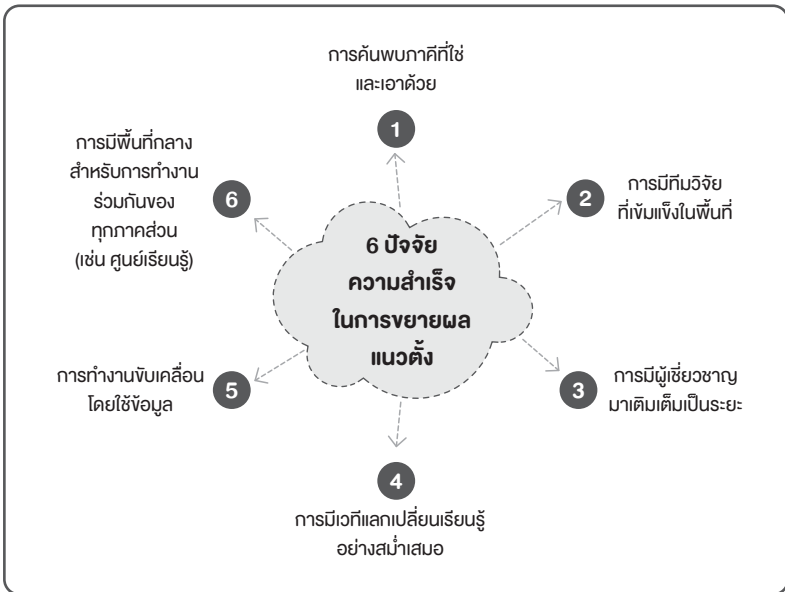 การค้นพบภาคีที่ใช่
และเอาด้วย
1
การมีทีมวิจัย
ที่เข้มแข็งในพื้นที่
2
การมีผู้เชี่ยวชาญ
มาเติมเต็มเป็นระยะ
3
4
การมีเวทีแลกเปลี่ยนเรียนรู้
อย่างสม่ำเสมอ
การทำงานขับเคลื่อน
โดยใช้ข้อมูล
5
การมีพื้นที่กลาง
สำหรับการทำงาน
ร่วมกันของ
ทุกภาคส่วน
(เช่น ศูนย์เรียนรู้)
6
6 ปัจจัย
ความสำเร็จ
ในการขยายผล
แนวตั้ง